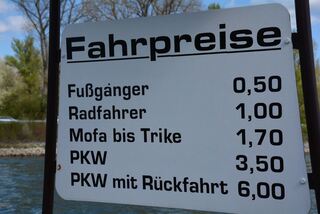 Fahrpreise
Fußgänger 0,50
Radfahrer 1,00
Mofa bis Trike 1,70
PKW 3,50
PKW mit Rückfahrt 6,00